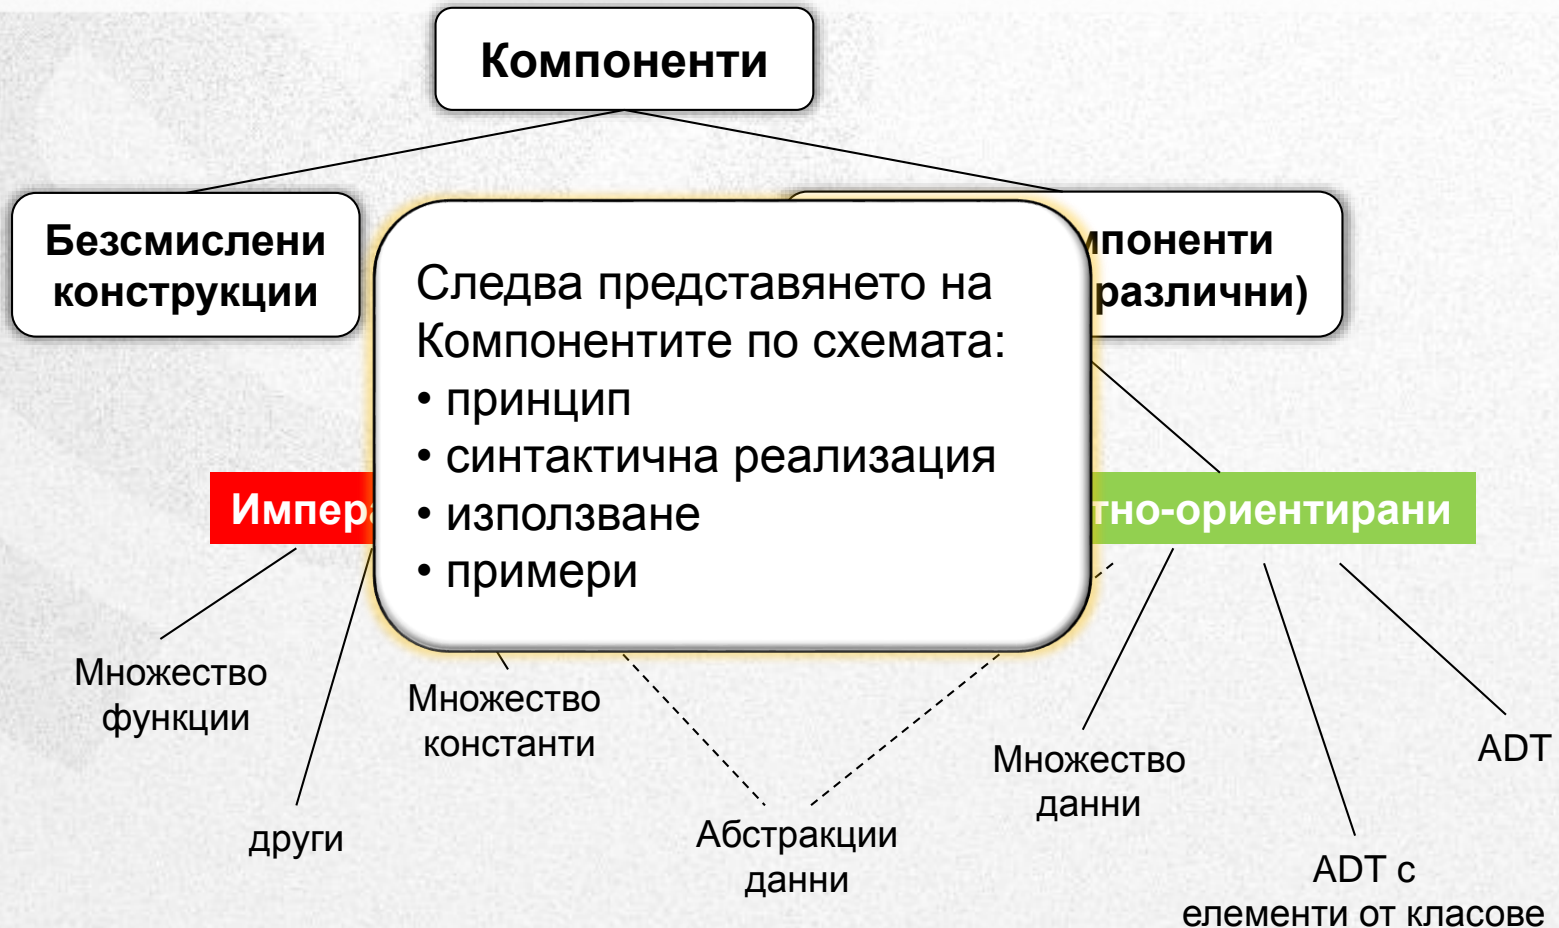 Компоненти
Безсмислени
конструкции
мпоненти
различни)
Следва представянето на
Компонентите по схемата:
• принцип
• синтактична реализация
• използване
• примери
Импера
тно-ориентирани
Множество
функции
други
Множество
константи
Абстракции
данни
Множество
данни
ADT с
елементи от класове
ADT